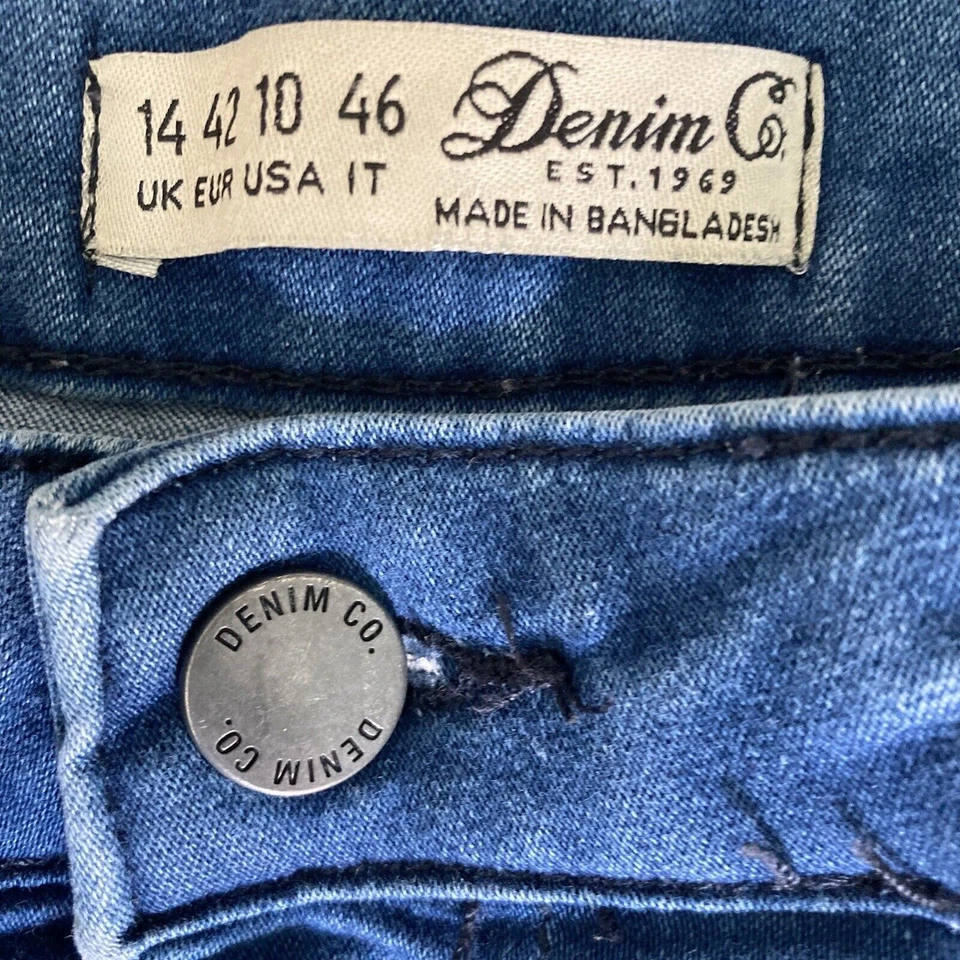 14 42 10 46
UK EUR USA IT
Denim Co.
EST. 1969
MADE IN BANGLADESH
DENIM CO.
DENIM CO.